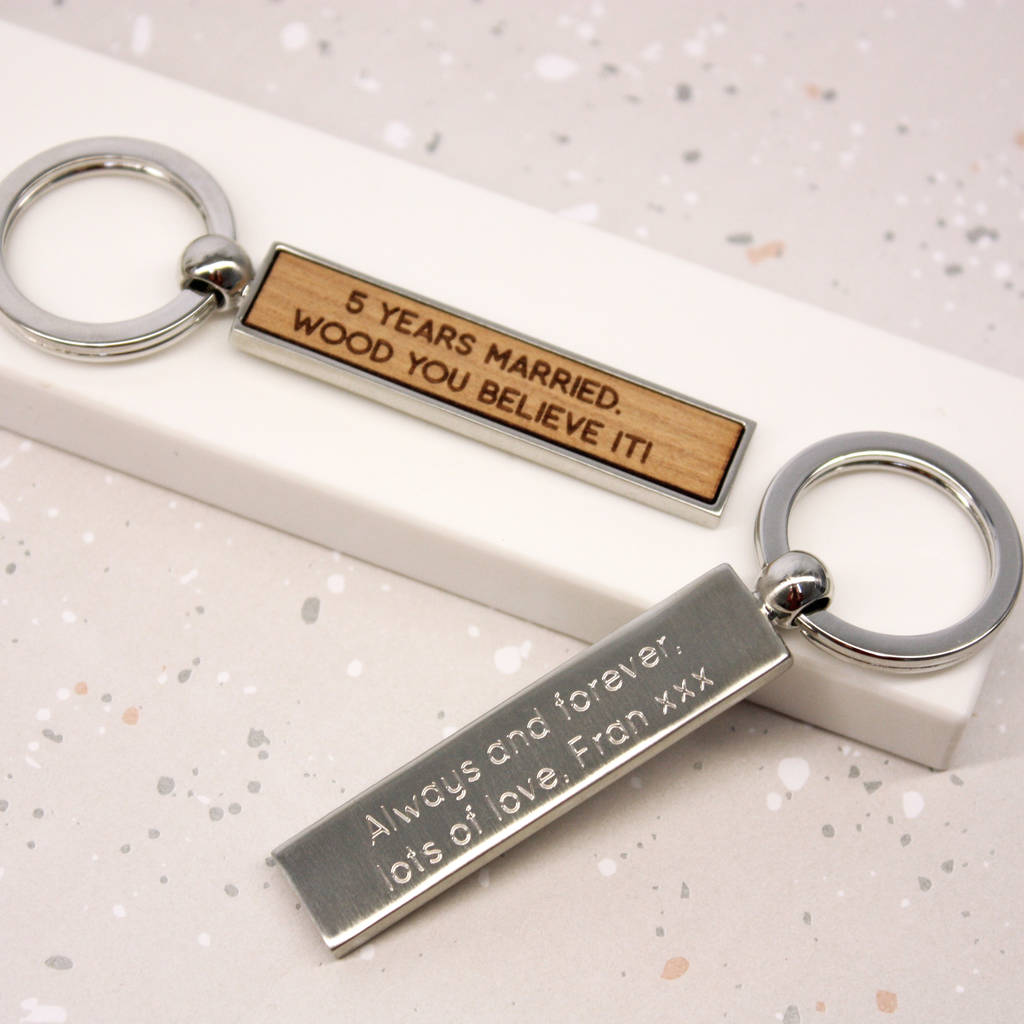 5 YEARS MARRIED.
WOOD YOU BELIEVE IT!
Always and forever,
lots of love, Fran xxx